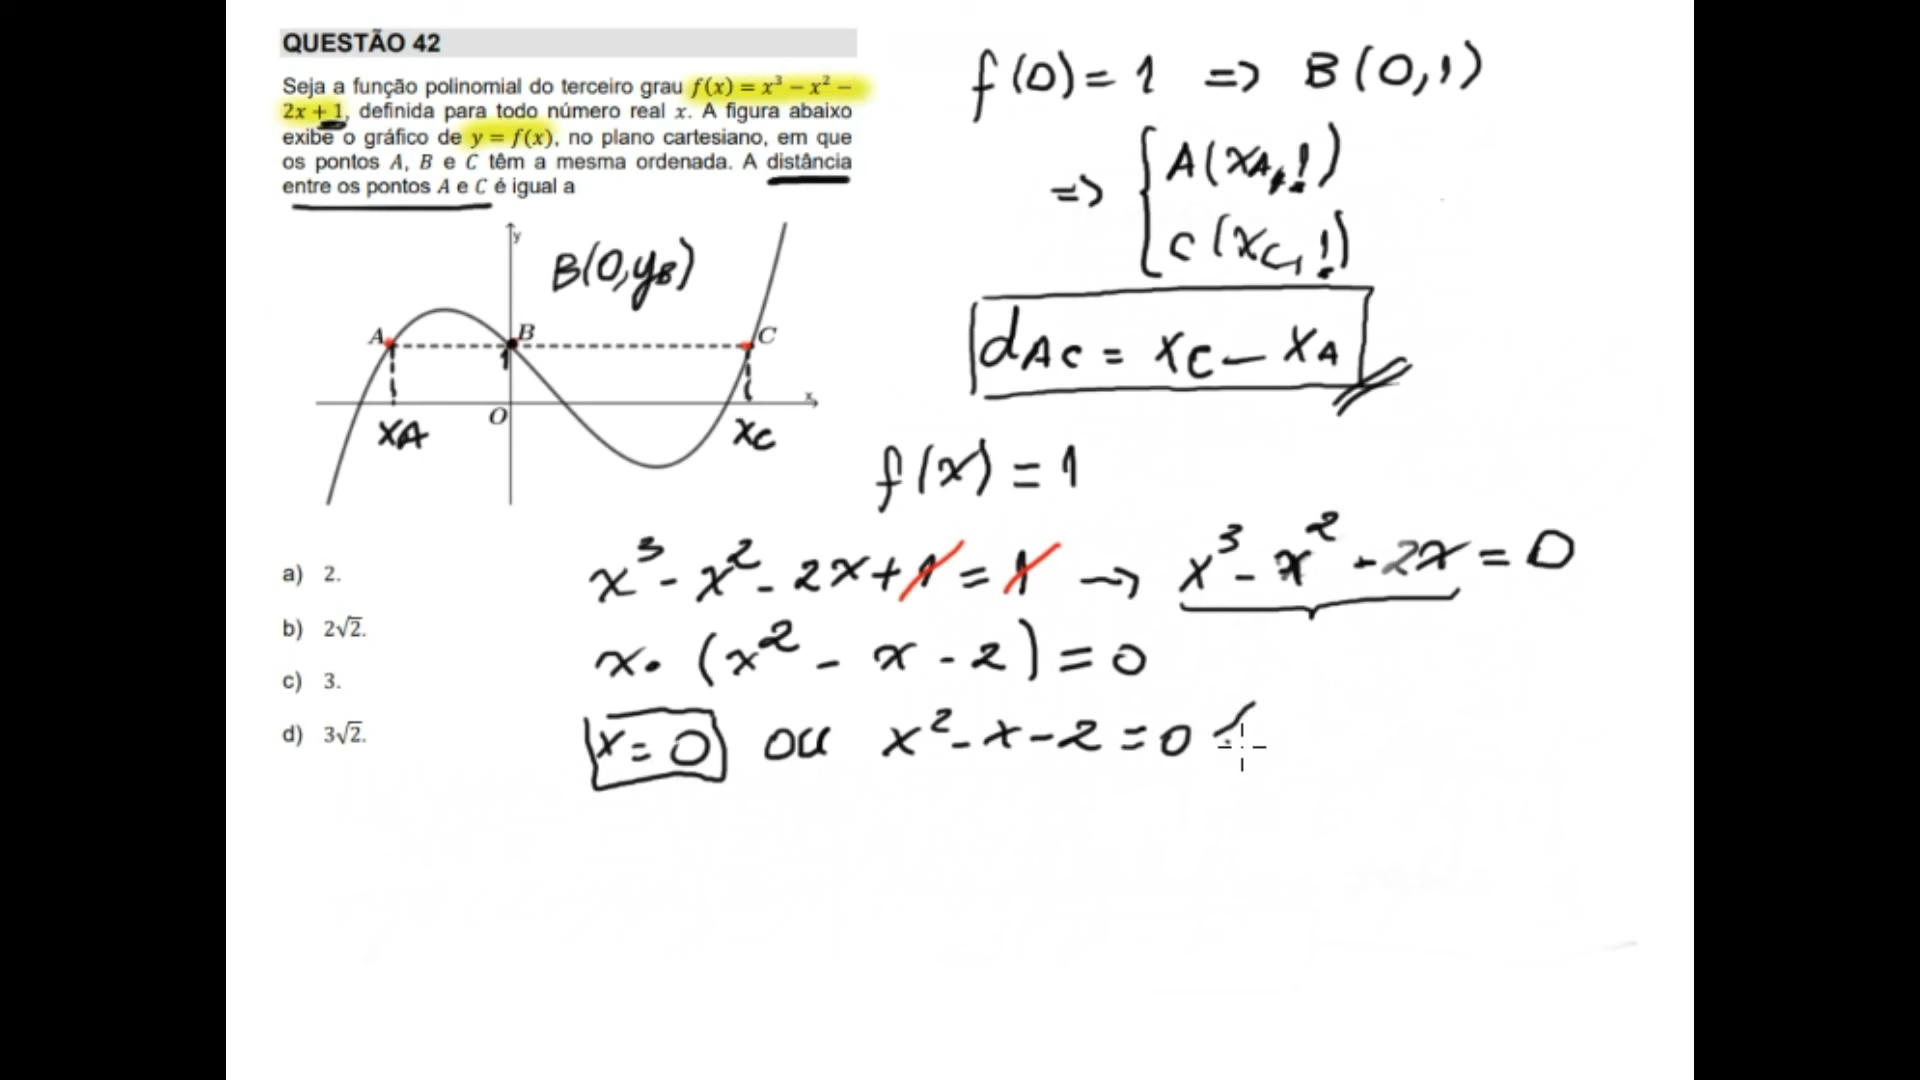 QUESTÃO 42
Seja a função polinomial do terceiro grau f(x) = x³ − x² −
2x + 1, definida para todo número real x. A figura abaixo
exibe o gráfico de y = f(x), no plano cartesiano, em que
os pontos A, B e C têm a mesma ordenada. A distância
entre os pontos A e C é igual a
y
B(0,yB)
A
B
C
1
x
O
xA
xC
a) 2.
b) 2√2.
c) 3.
d) 3√2.
f(0) = 1 => B(0,1)
=> { A(xA,1)
C(xC,1)
dAC = xC − xA
f(x) = 1
x³ - x² - 2x + 1 = 1 → x³ - x² - 2x = 0
x· (x² - x - 2) = 0
x = 0 ou x² - x - 2 = 0